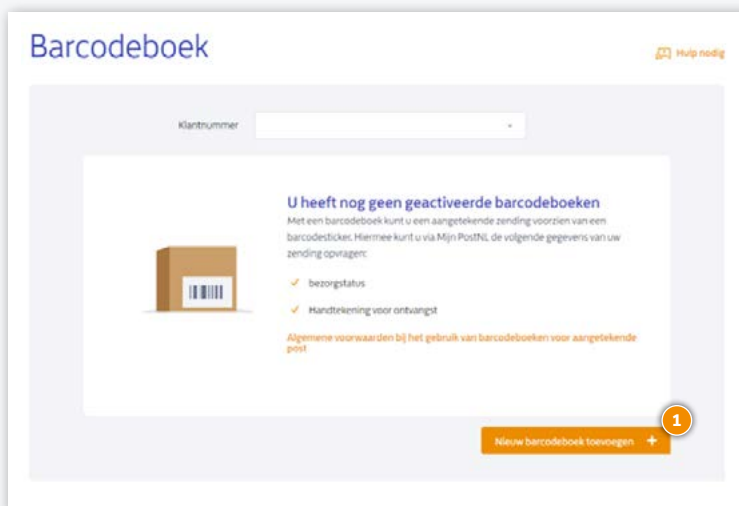 Barcodeboek
Hulp nodig
Klantnummer
U heeft nog geen geactiveerde barcodeboeken
Met een barcodeboek kunt u een aangetekende zending voorzien van een
barcodesticker. Hiermee kunt u via Mijn PostNL de volgende gegevens van uw
zending opvragen:
bezorgstatus
Handtekening voor ontvangst
Algemene voorwaarden bij het gebruik van barcodeboeken voor aangetekende
post
1
Nieuw barcodeboek toevoegen +